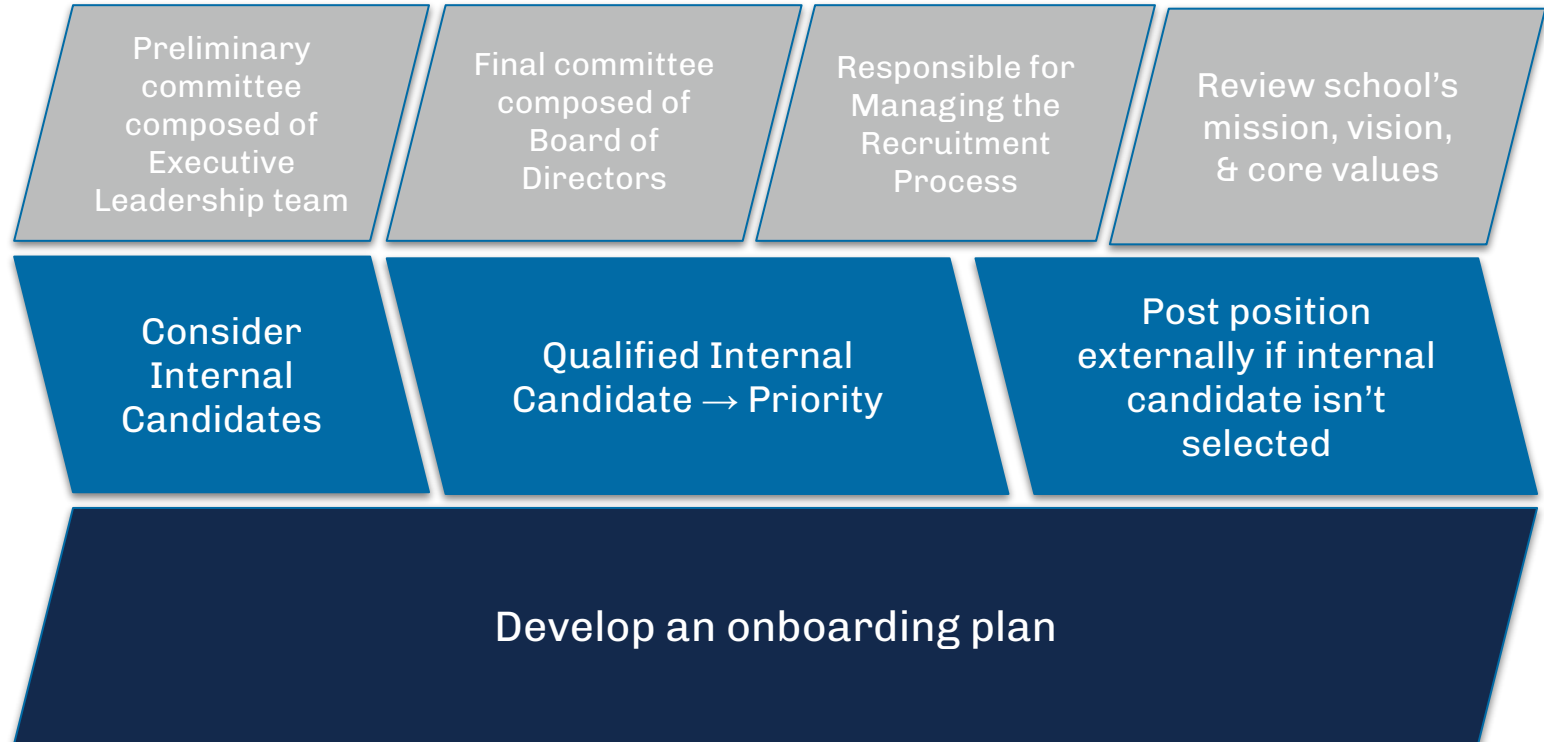 Preliminary
committee
composed of
Executive
Leadership team
Final committee
composed of
Board of
Directors
Responsible for
Managing the
Recruitment
Process
Review school's
mission, vision,
& core values
Consider
Internal
Candidates
Qualified Internal
Candidate → Priority
Post position
externally if internal
candidate isn't
selected
Develop an onboarding plan